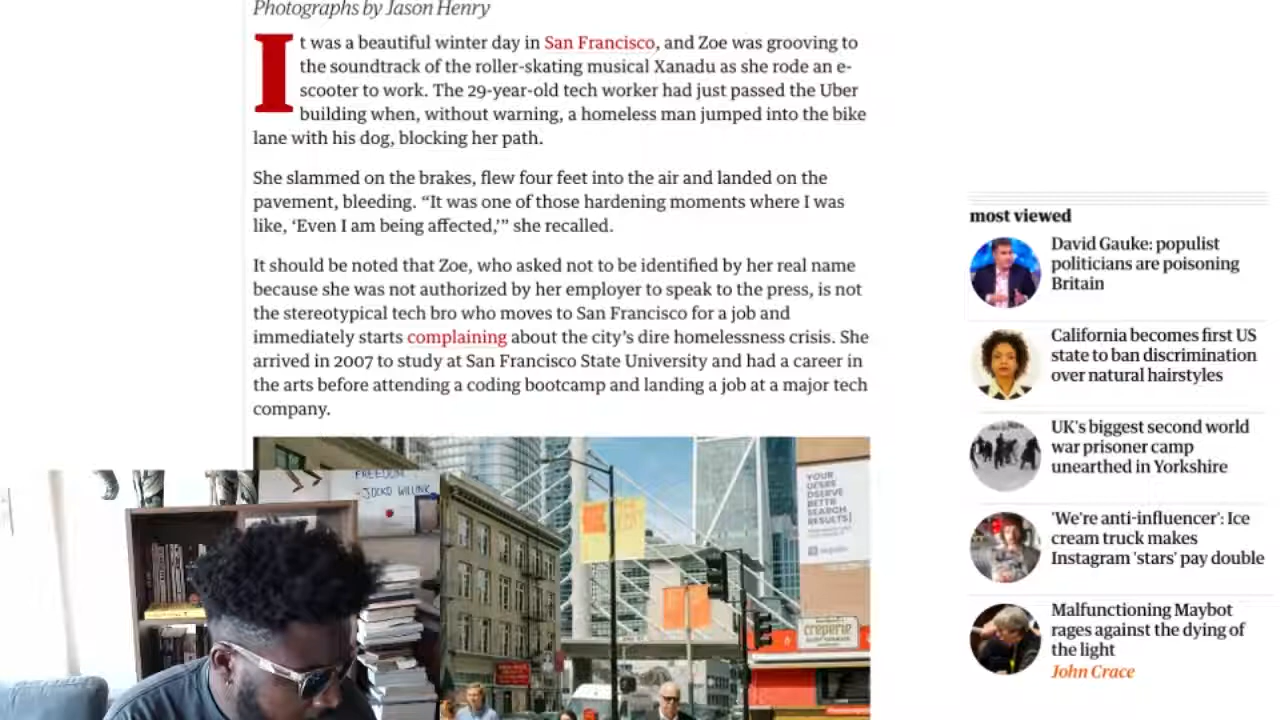 Photographs by Jason Henry
It was a beautiful winter day in San Francisco, and Zoe was grooving to
the soundtrack of the roller-skating musical Xanadu as she rode an e-
scooter to work. The 29-year-old tech worker had just passed the Uber
building when, without warning, a homeless man jumped into the bike
lane with his dog, blocking her path.
She slammed on the brakes, flew four feet into the air and landed on the
pavement, bleeding. “It was one of those hardening moments where I was
like, ‘Even I am being affected,’” she recalled.
It should be noted that Zoe, who asked not to be identified by her real name
because she was not authorized by her employer to speak to the press, is not
the stereotypical tech bro who moves to San Francisco for a job and
immediately starts complaining about the city’s dire homelessness crisis. She
arrived in 2007 to study at San Francisco State University and had a career in
the arts before attending a coding bootcamp and landing a job at a major tech
company.
most viewed
David Gauke: populist
politicians are poisoning
Britain
California becomes first US
state to ban discrimination
over natural hairstyles
UK's biggest second world
war prisoner camp
unearthed in Yorkshire
'We're anti-influencer': Ice
cream truck makes
Instagram 'stars' pay double
Malfunctioning Maybot
rages against the dying of
the light
John Crace
FREEDOM
- JOCKO WILLINK
YOUR
USERS
DSERVE
BETTR
SEARCH
RESULTS
creperie